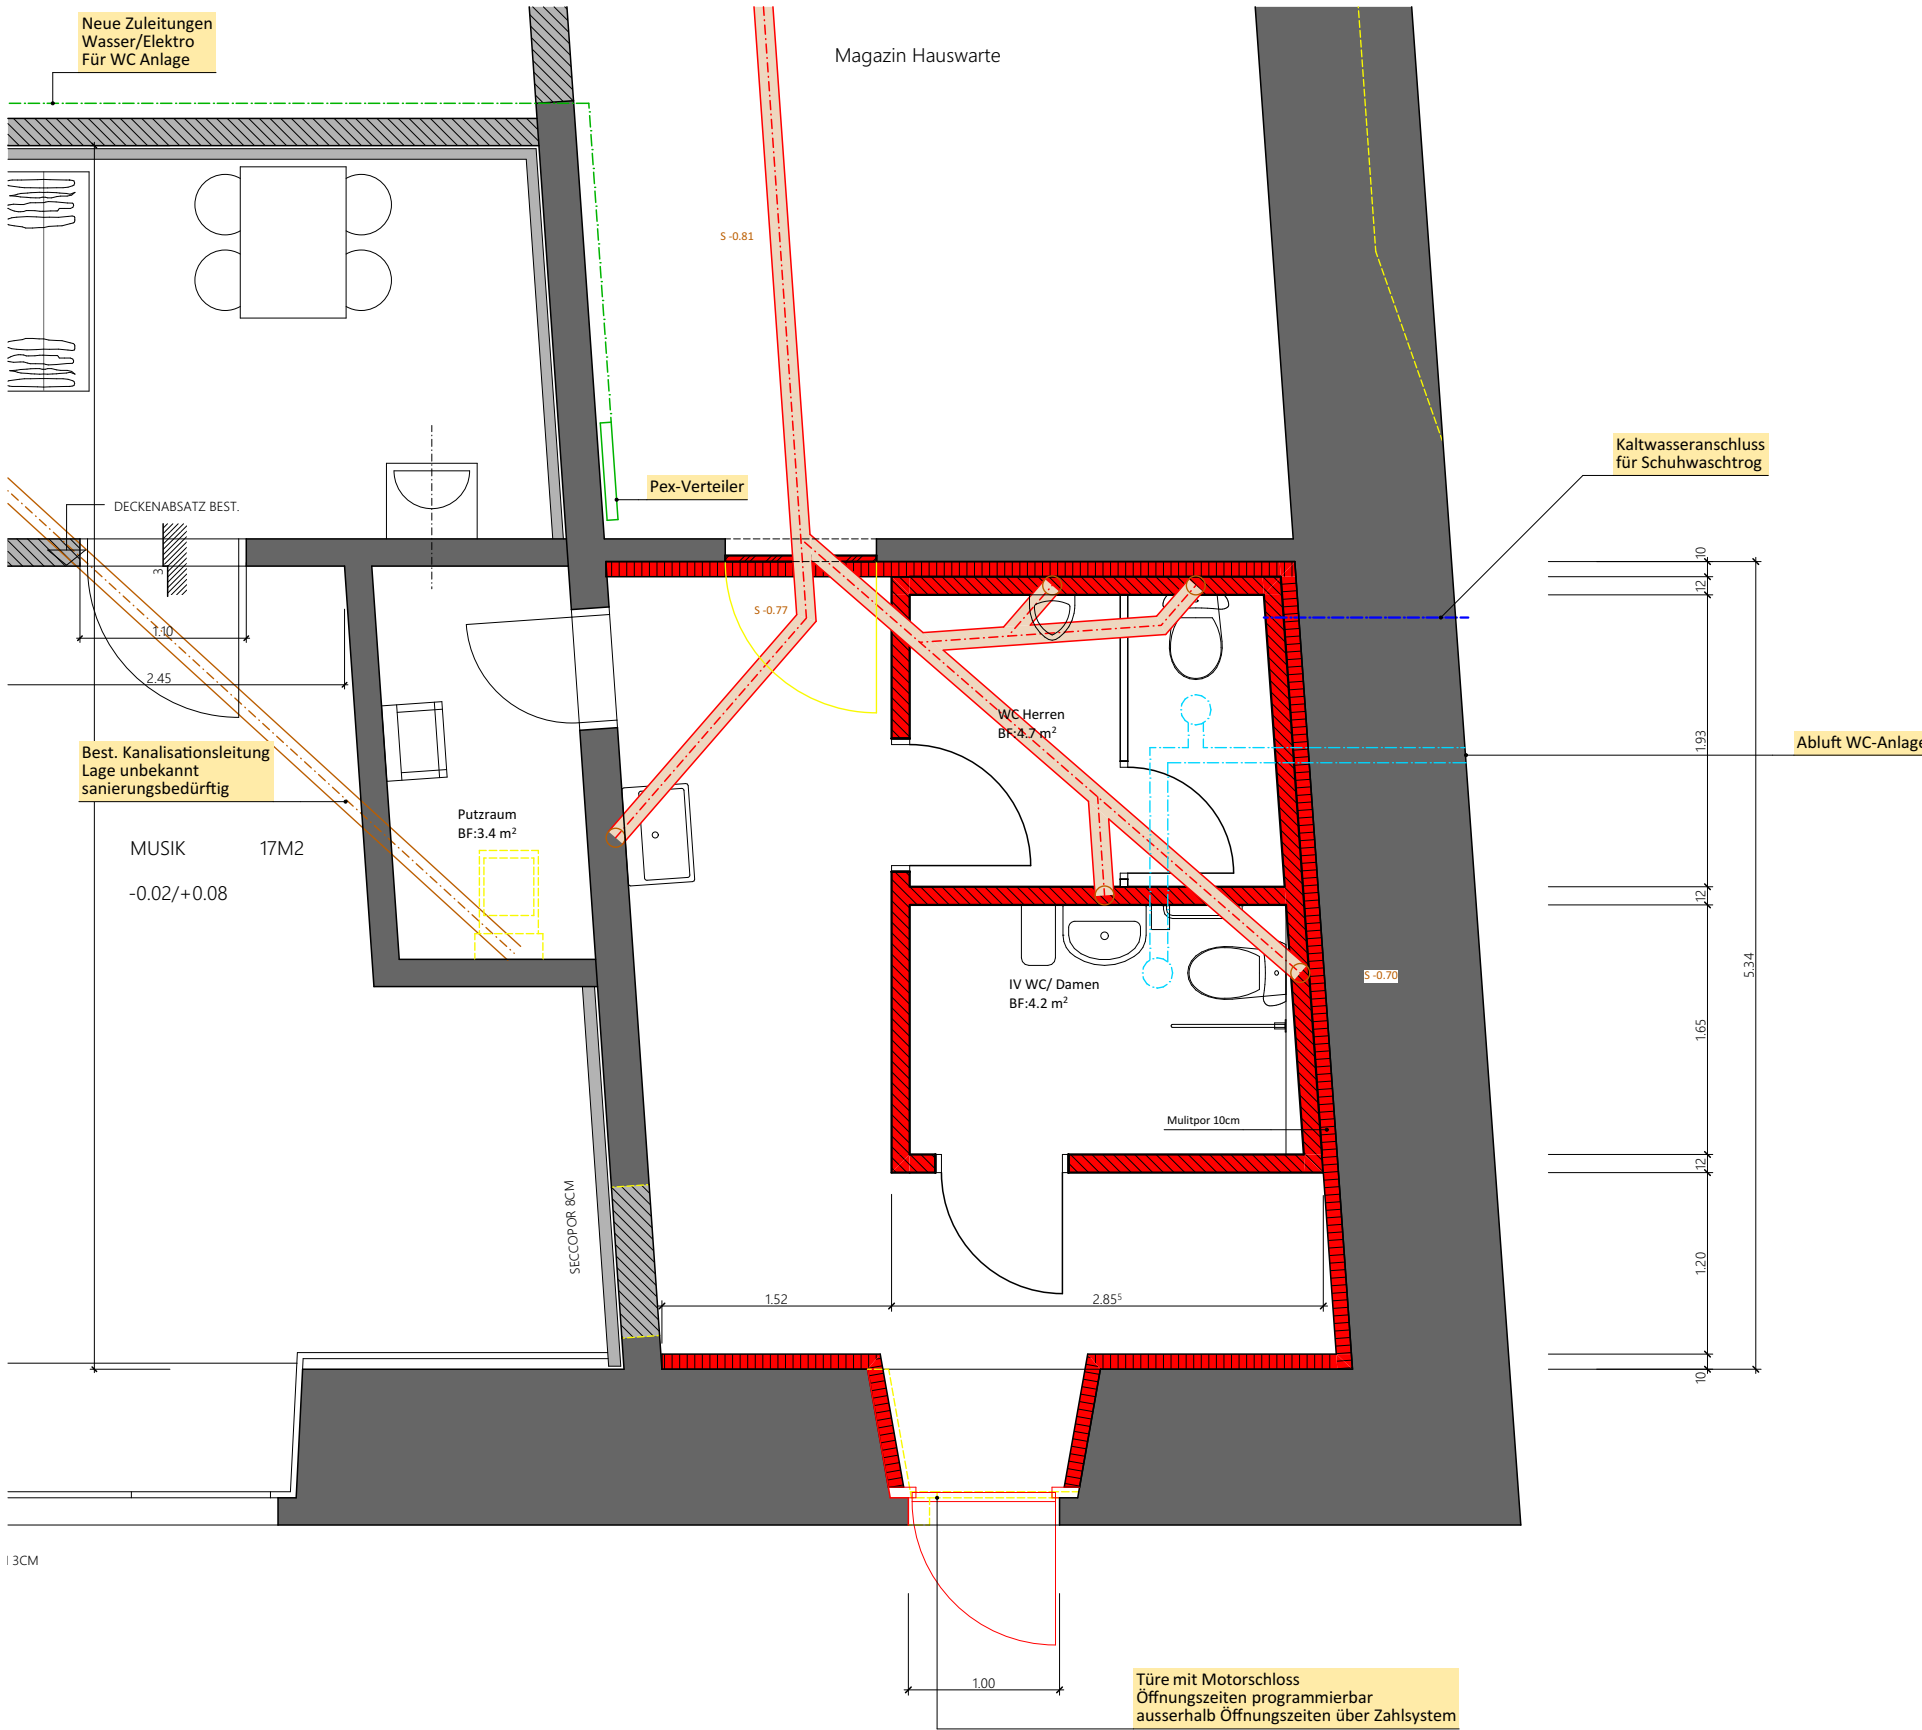 Neue Zuleitungen
Wasser/Elektro
Für WC Anlage
Magazin Hauswarte
S -0.81
Kaltwasseranschluss
für Schuhwaschtrog
Pex-Verteiler
DECKENABSATZ BEST.
3
1.10
2.45
S -0.77
10
12
1.93
12
1.65
12
1.20
10
5.34
WC Herren
BF:4.7 m²
Abluft WC-Anlage
Best. Kanalisationsleitung
Lage unbekannt
sanierungsbedürftig
Putzraum
BF:3.4 m²
MUSIK 17M2
-0.02/+0.08
IV WC/ Damen
BF:4.2 m²
S -0.70
Mulitpor 10cm
SECCOPOR 8CM
1.52
2.85⁵
3CM
1.00
Türe mit Motorschloss
Öffnungszeiten programmierbar
ausserhalb Öffnungszeiten über Zahlsystem